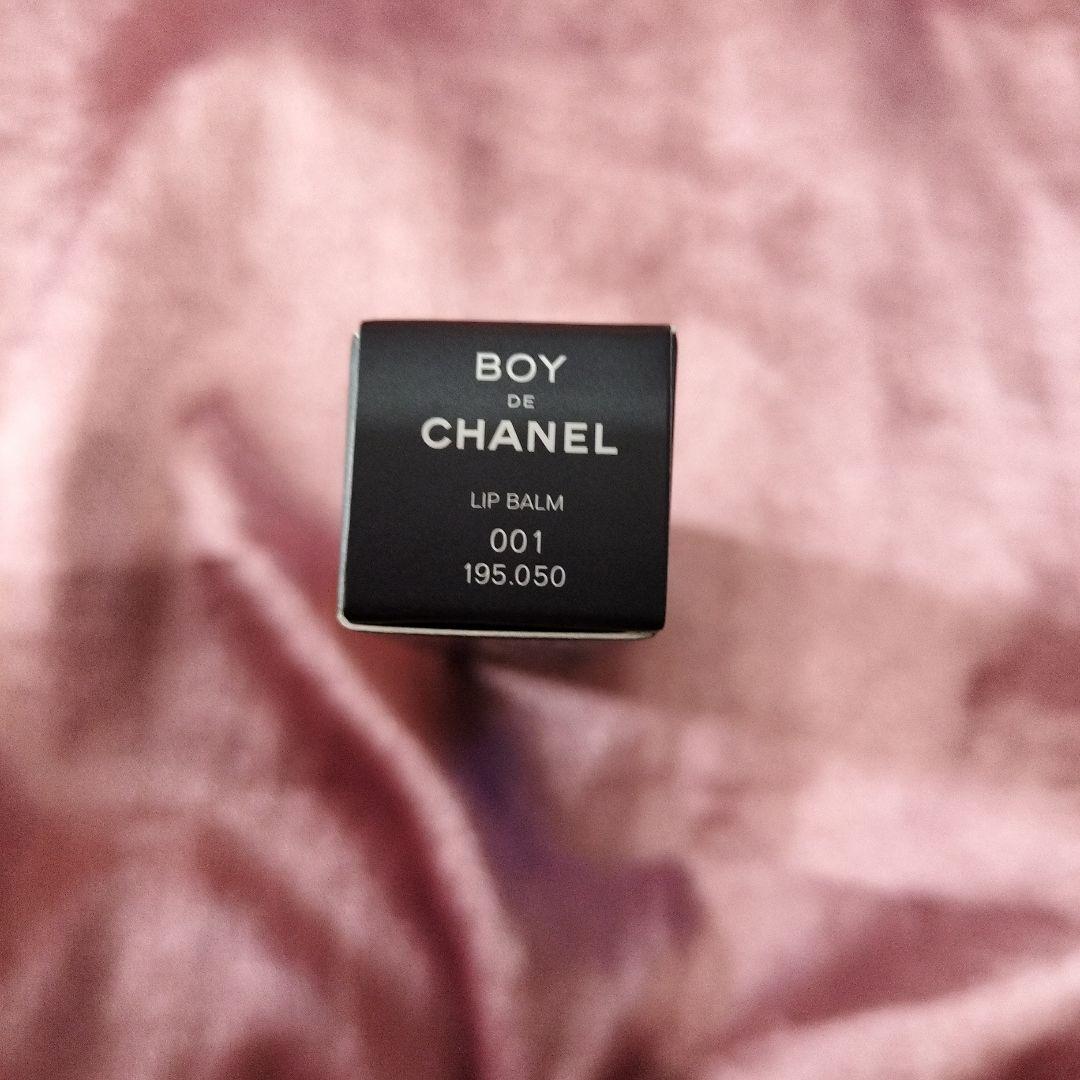 BOY
DE
CHANEL
LIP BALM
001
195.050